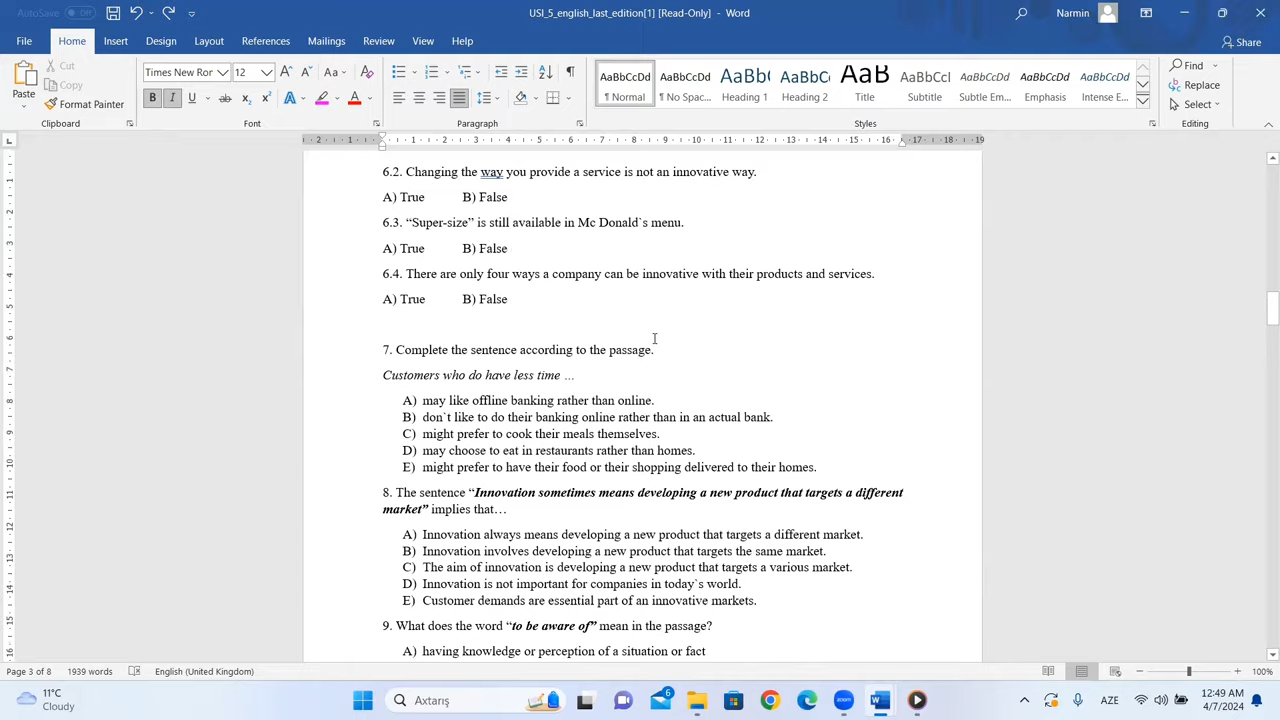 AutoSave Off USI_5_english_last_edition[1] [Read-Only] - Word Narmin
File Home Insert Design Layout References Mailings Review View Help Share
Paste Cut Copy Format Painter Times New Ror 12 Find Replace Select
AaBbCcDd AaBbCcDd AaBbC AaBbCc AaB AaBbCcI AaBbCcDd AaBbCcDd AaBbCcDd
¶ Normal ¶ No Spac... Heading 1 Heading 2 Title Subtitle Subtle Em... Emphasis Intense E...
Clipboard Font Paragraph Styles Editing
6.2. Changing the way you provide a service is not an innovative way.
A) True B) False
6.3. “Super-size” is still available in Mc Donald`s menu.
A) True B) False
6.4. There are only four ways a company can be innovative with their products and services.
A) True B) False
7. Complete the sentence according to the passage.
Customers who do have less time …
A) may like offline banking rather than online.
B) don`t like to do their banking online rather than in an actual bank.
C) might prefer to cook their meals themselves.
D) may choose to eat in restaurants rather than homes.
E) might prefer to have their food or their shopping delivered to their homes.
8. The sentence “Innovation sometimes means developing a new product that targets a different
market” implies that…
A) Innovation always means developing a new product that targets a different market.
B) Innovation involves developing a new product that targets the same market.
C) The aim of innovation is developing a new product that targets a various market.
D) Innovation is not important for companies in today`s world.
E) Customer demands are essential part of an innovative markets.
9. What does the word “to be aware of” mean in the passage?
A) having knowledge or perception of a situation or fact
Page 3 of 8 1939 words English (United Kingdom) 100%
11°C
Cloudy
Axtarış
6
AZE
12:49 AM
4/7/2024